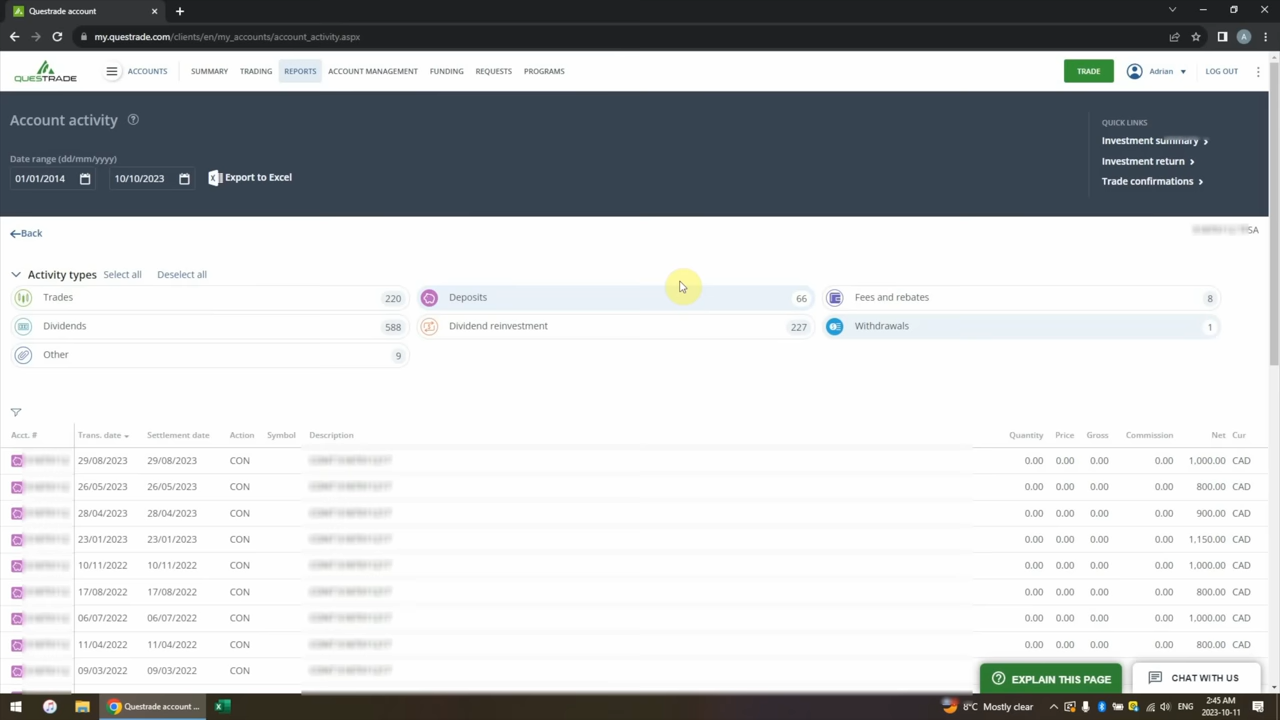 Questrade account
my.questrade.com/clients/en/my_accounts/account_activity.aspx
QUESTRADE
ACCOUNTS SUMMARY TRADING REPORTS ACCOUNT MANAGEMENT FUNDING REQUESTS PROGRAMS TRADE Adrian LOG OUT
Account activity
QUICK LINKS
Investment summary
Date range (dd/mm/yyyy)
Investment return
01/01/2014 10/10/2023 Export to Excel
Trade confirmations
Back SA
Activity types Select all Deselect all
Trades 220 Deposits 66 Fees and rebates 8
Dividends 588 Dividend reinvestment 227 Withdrawals 1
Other 9
Acct. # Trans. date Settlement date Action Symbol Description Quantity Price Gross Commission Net Cur
29/08/2023 29/08/2023 CON 0.00 0.00 0.00 0.00 1,000.00 CAD
26/05/2023 26/05/2023 CON 0.00 0.00 0.00 0.00 800.00 CAD
28/04/2023 28/04/2023 CON 0.00 0.00 0.00 0.00 900.00 CAD
23/01/2023 23/01/2023 CON 0.00 0.00 0.00 0.00 1,150.00 CAD
10/11/2022 10/11/2022 CON 0.00 0.00 0.00 0.00 1,000.00 CAD
17/08/2022 17/08/2022 CON 0.00 0.00 0.00 0.00 800.00 CAD
06/07/2022 06/07/2022 CON 0.00 0.00 0.00 0.00 1,000.00 CAD
11/04/2022 11/04/2022 CON 0.00 0.00 0.00 0.00 800.00 CAD
09/03/2022 09/03/2022 CON
EXPLAIN THIS PAGE CHAT WITH US
Questrade account ... 8°C Mostly clear ENG 2:45 AM
2023-10-11